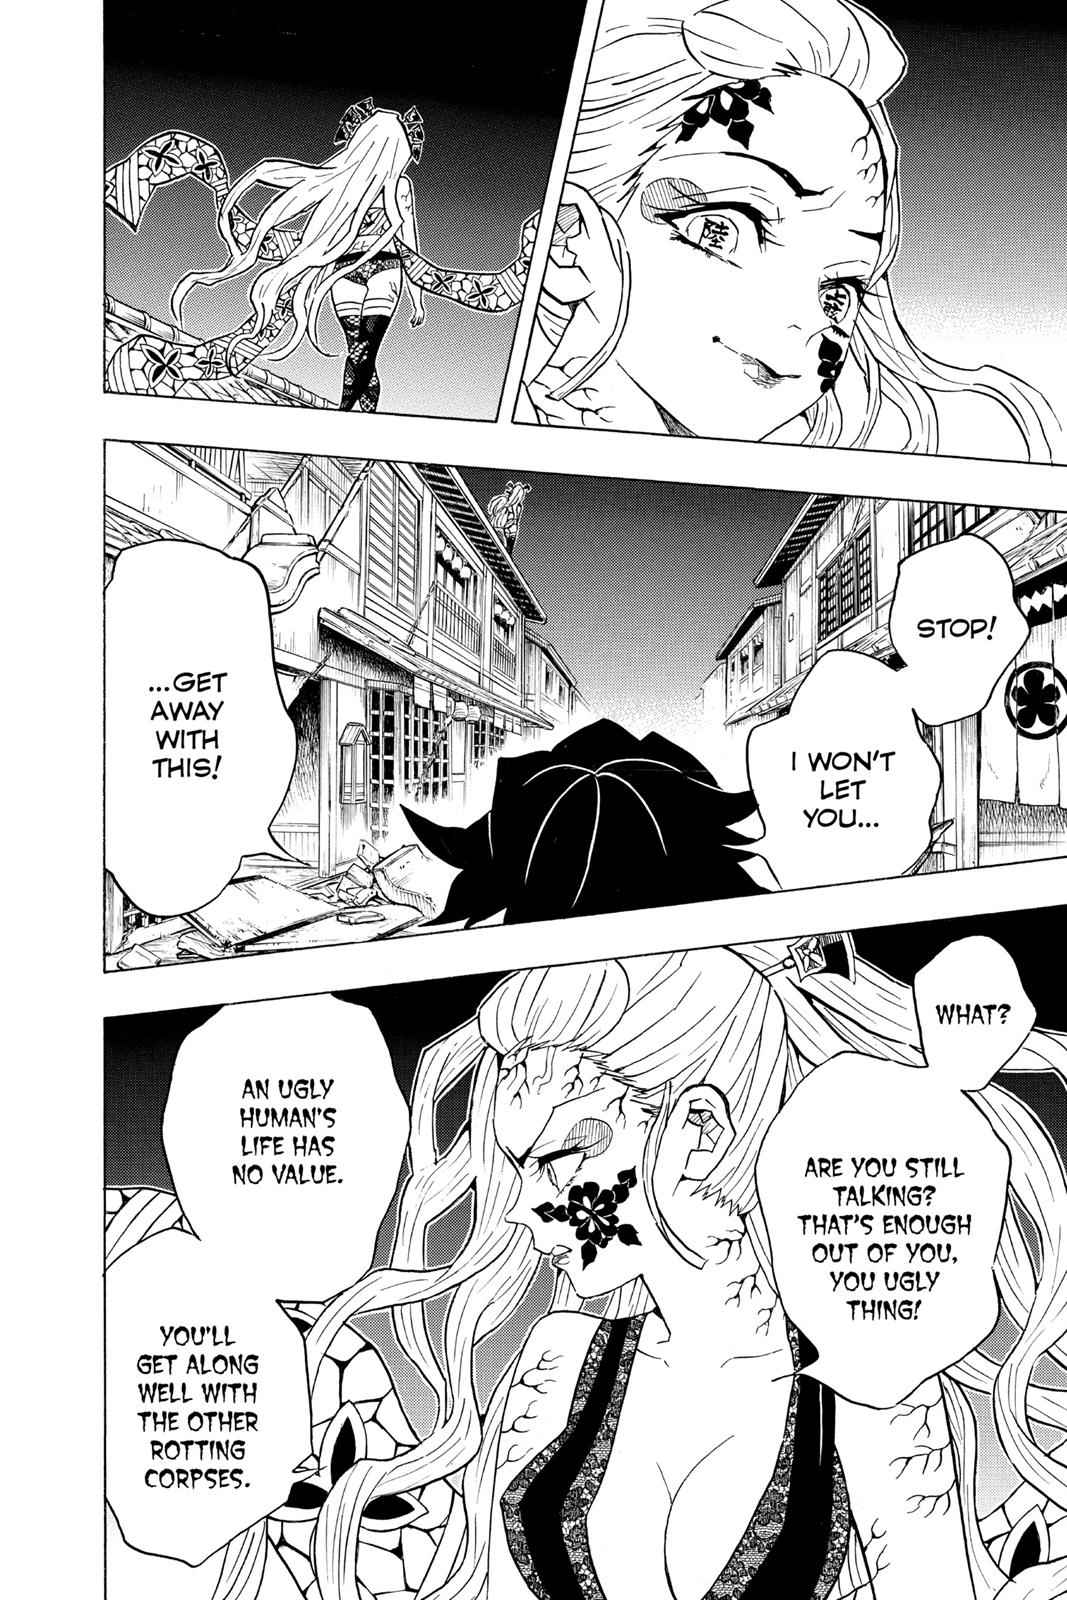 陸
STOP!
I WON'T
LET
YOU...
...GET
AWAY
WITH
THIS!
WHAT?
ARE YOU STILL
TALKING?
THAT'S ENOUGH
OUT OF YOU,
YOU UGLY
THING!
AN UGLY
HUMAN'S
LIFE HAS
NO VALUE.
YOU'LL
GET ALONG
WELL WITH
THE OTHER
ROTTING
CORPSES.